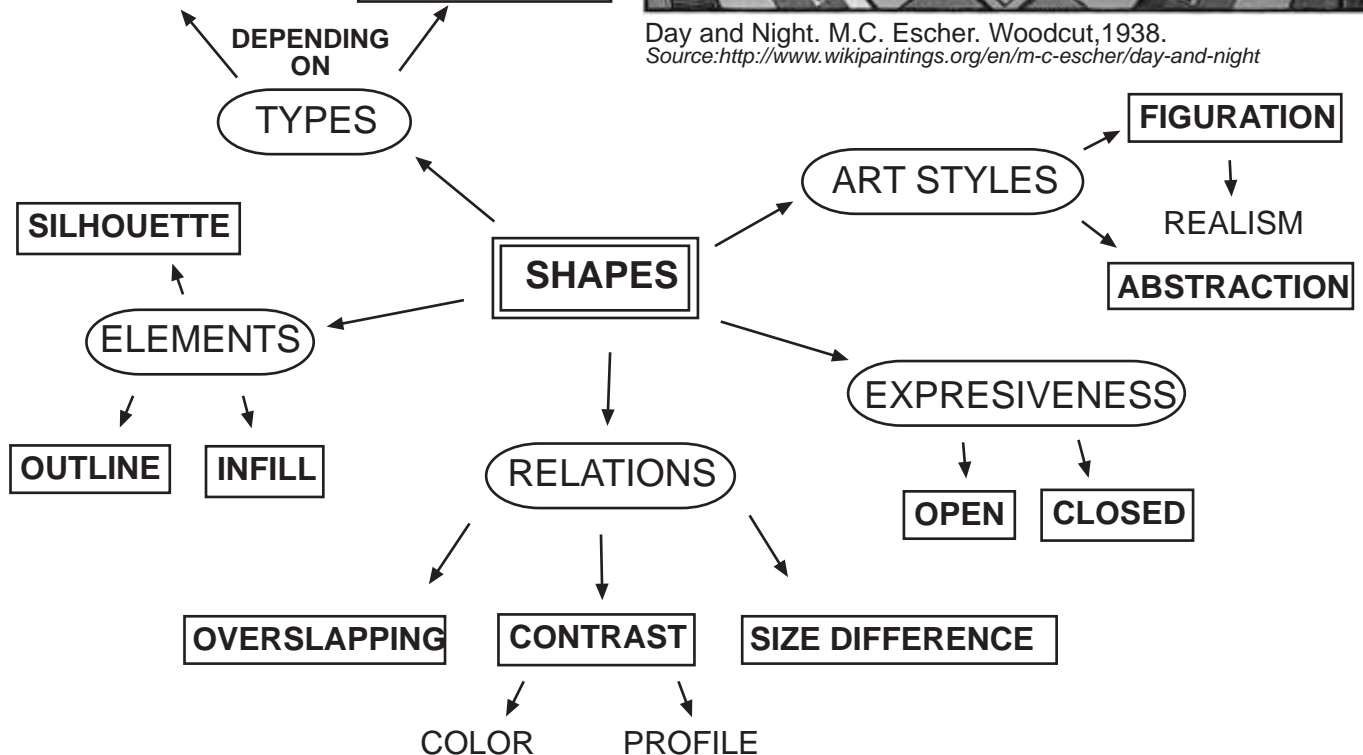 Day and Night. M.C. Escher. Woodcut,1938.
Source:http://www.wikipaintings.org/en/m-c-escher/day-and-night
DEPENDING
ON
TYPES
FIGURATION
ART STYLES
REALISM
ABSTRACTION
SILHOUETTE
SHAPES
ELEMENTS
OUTLINE
INFILL
EXPRESIVENESS
OPEN
CLOSED
RELATIONS
OVERSLAPPING
CONTRAST
SIZE DIFFERENCE
COLOR
PROFILE